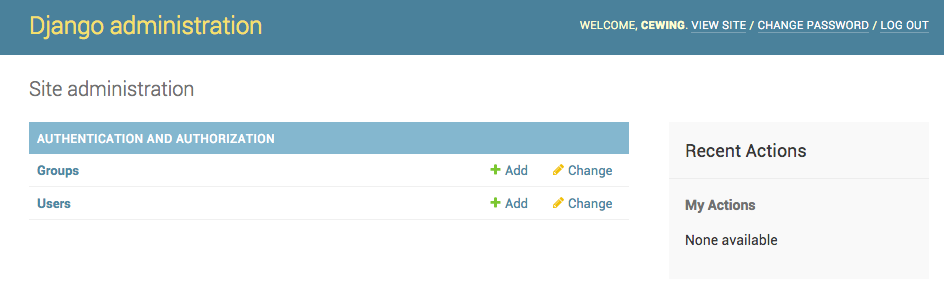 Django administration
WELCOME, CEWING. VIEW SITE / CHANGE PASSWORD / LOG OUT
Site administration
AUTHENTICATION AND AUTHORIZATION
Groups Add Change
Users Add Change
Recent Actions
My Actions
None available